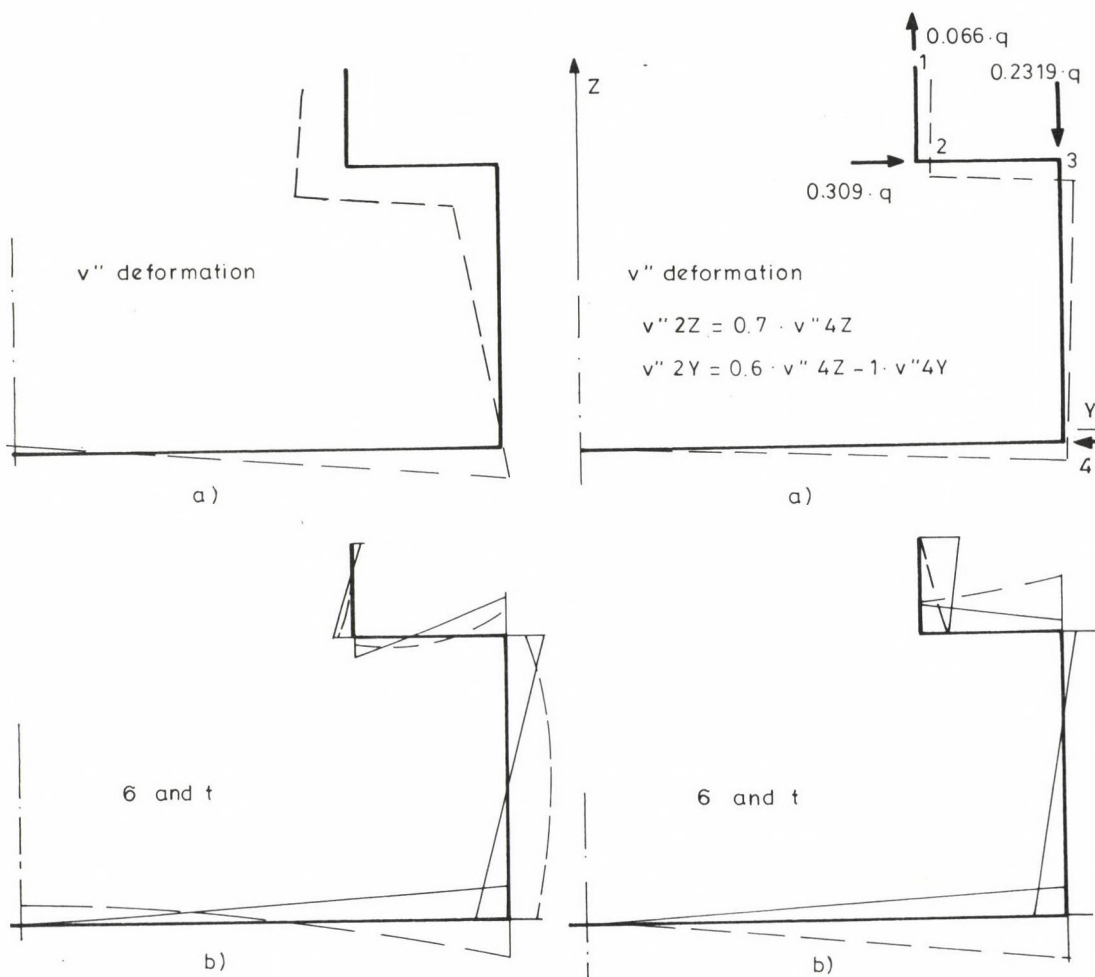 v'' deformation
a)
6 and t
b)
0.066·q
1
0.2319·q
Z
2
3
0.309·q
v'' deformation
v'' 2Z = 0.7 · v'' 4Z
v'' 2Y = 0.6 · v'' 4Z − 1 · v'' 4Y
Y
4
a)
6 and t
b)